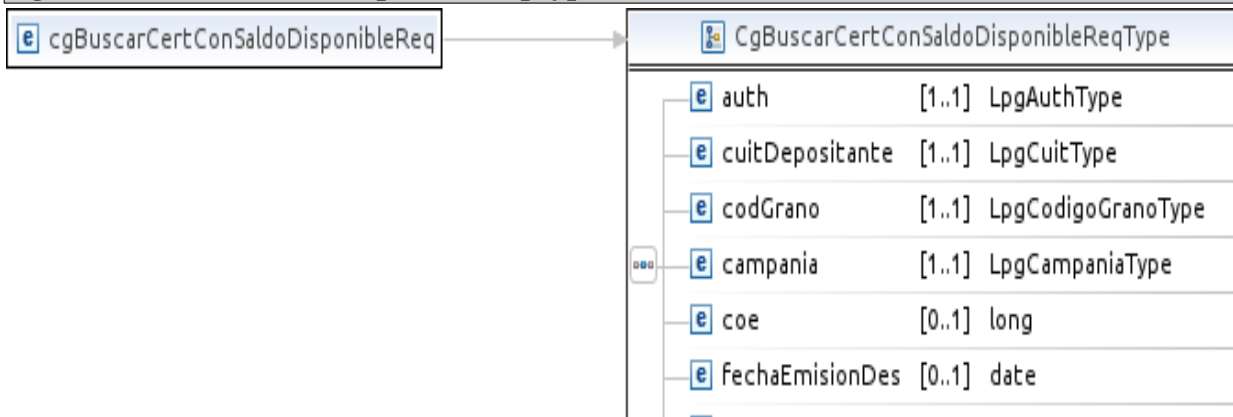 e cgBuscarCertConSaldoDisponibleReq
CgBuscarCertConSaldoDisponibleReqType
e auth [1..1] LpgAuthType
e cuitDepositante [1..1] LpgCuitType
e codGrano [1..1] LpgCodigoGranoType
e campania [1..1] LpgCampaniaType
e coe [0..1] long
e fechaEmisionDes [0..1] date